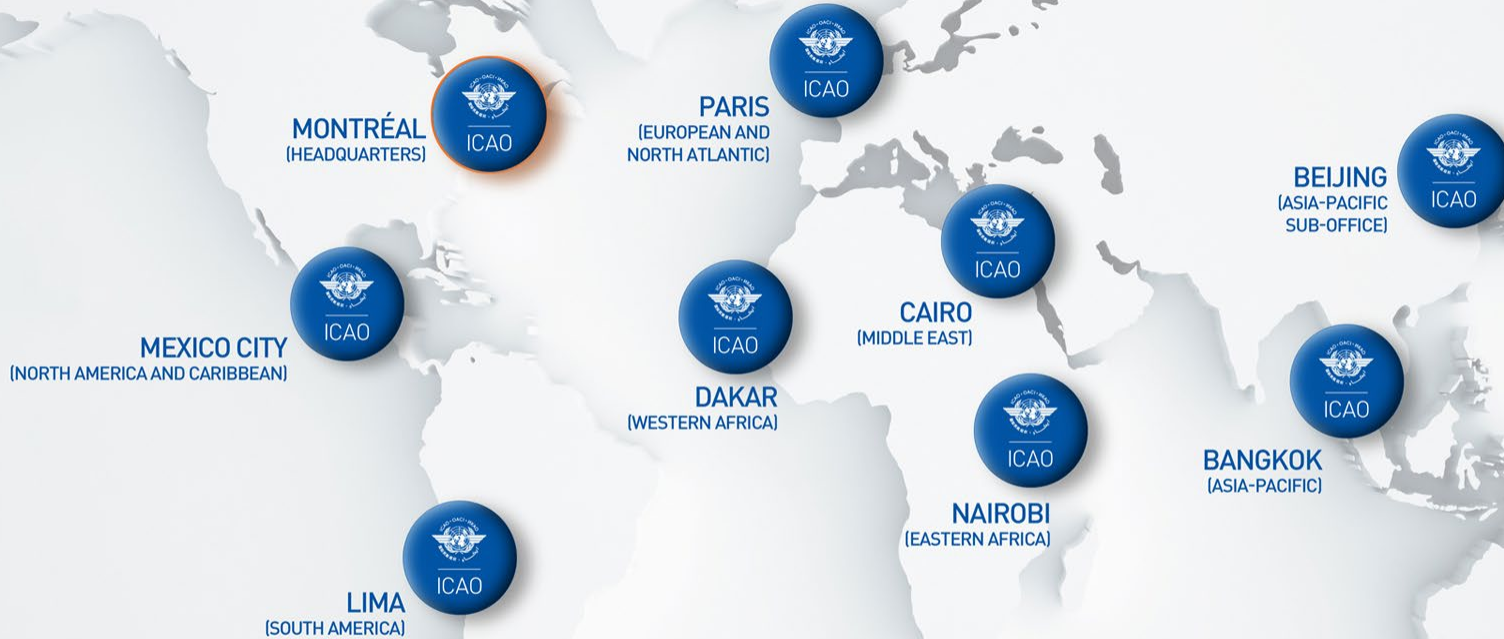 ICAO
PARIS
(EUROPEAN AND
NORTH ATLANTIC)
ICAO
MONTRÉAL
(HEADQUARTERS)
ICAO
BEIJING
(ASIA-PACIFIC
SUB-OFFICE)
ICAO
MEXICO CITY
(NORTH AMERICA AND CARIBBEAN)
ICAO
CAIRO
(MIDDLE EAST)
ICAO
DAKAR
(WESTERN AFRICA)
ICAO
BANGKOK
(ASIA-PACIFIC)
ICAO
NAIROBI
(EASTERN AFRICA)
ICAO
LIMA
(SOUTH AMERICA)